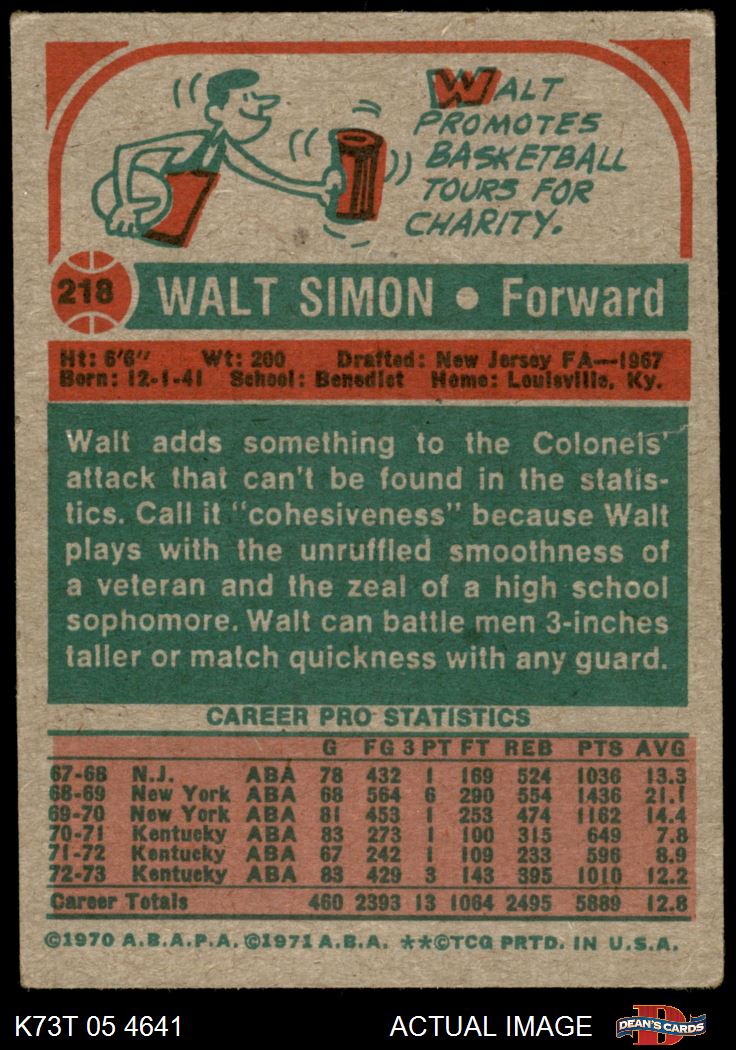 WALT
PROMOTES
BASKETBALL
TOURS FOR
CHARITY.
218
WALT SIMON • Forward
Ht: 6'6" Wt: 200 Drafted: New Jersey FA—1967
Born: 12-1-41 School: Benedict Home: Louisville, Ky.
Walt adds something to the Colonels'
attack that can't be found in the statis-
tics. Call it "cohesiveness" because Walt
plays with the unruffled smoothness of
a veteran and the zeal of a high school
sophomore. Walt can battle men 3-inches
taller or match quickness with any guard.
CAREER PRO STATISTICS
G FG 3 PT FT REB PTS AVG
67-68 N.J. ABA 78 432 1 169 524 1036 13.3
68-69 New York ABA 68 564 6 290 554 1436 21.1
69-70 New York ABA 81 453 1 253 474 1162 14.4
70-71 Kentucky ABA 83 273 1 100 315 649 7.8
71-72 Kentucky ABA 67 242 1 109 233 596 8.9
72-73 Kentucky ABA 83 429 3 143 395 1010 12.2
Career Totals 460 2393 13 1064 2495 5889 12.8
©1970 A.B.A.P.A. ©1971 A.B.A. **©TCG PRTD. IN U.S.A.
K73T 05 4641 ACTUAL IMAGE D DEAN'S CARDS